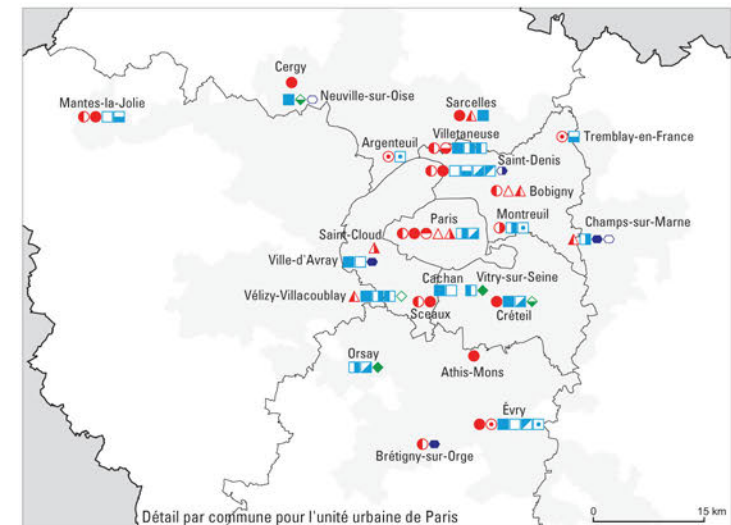 Cergy
Neuville-sur-Oise
Mantes-la-Jolie
Sarcelles
Argenteuil
Villetaneuse
Tremblay-en-France
Saint-Denis
Bobigny
Paris
Montreuil
Champs-sur-Marne
Saint-Cloud
Ville-d'Avray
Cachan
Vitry-sur-Seine
Vélizy-Villacoublay
Sceaux
Créteil
Orsay
Athis-Mons
Évry
Brétigny-sur-Orge
Détail par commune pour l'unité urbaine de Paris
0 15 km